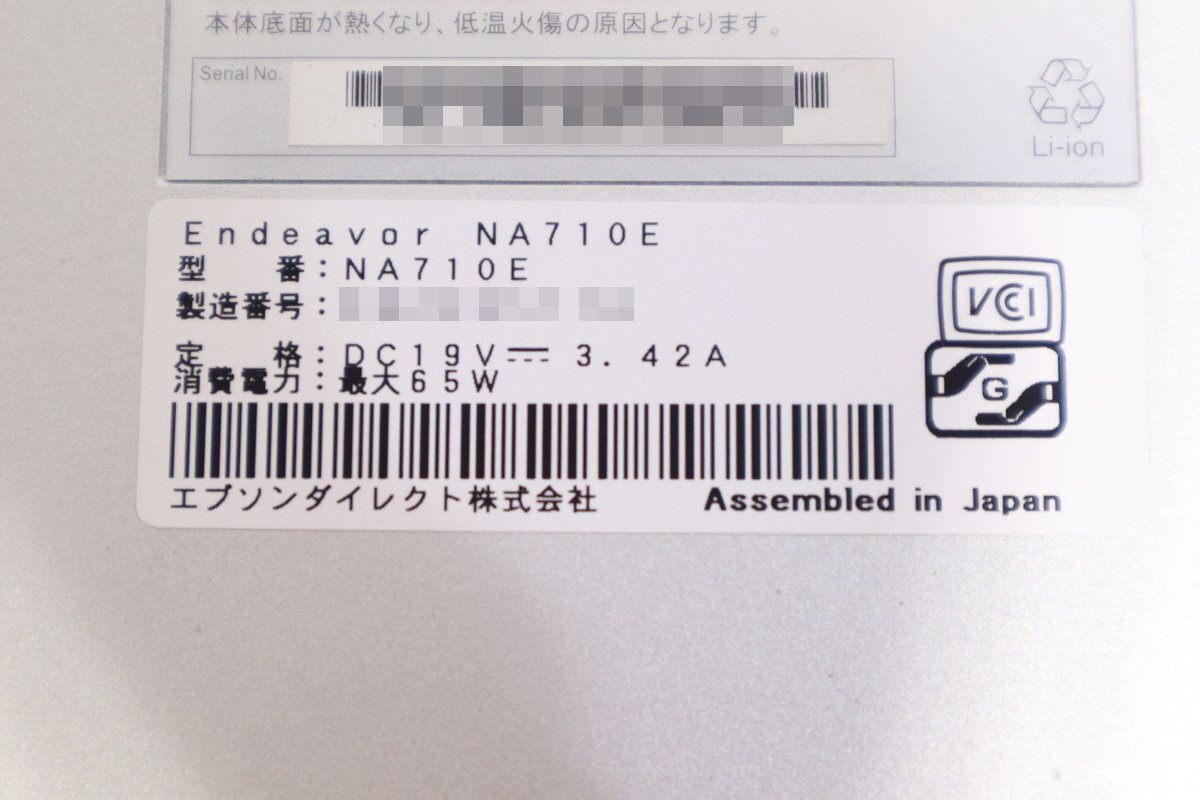 本体底面が熱くなり、低温火傷の原因となります。
Serial No.
Li-ion
Endeavor NA710E
型 番：NA710E
製造番号：
定 格：DC19V⎓ 3.42A
消費電力：最大65W
VCCI
G
エプソンダイレクト株式会社 Assembled in Japan